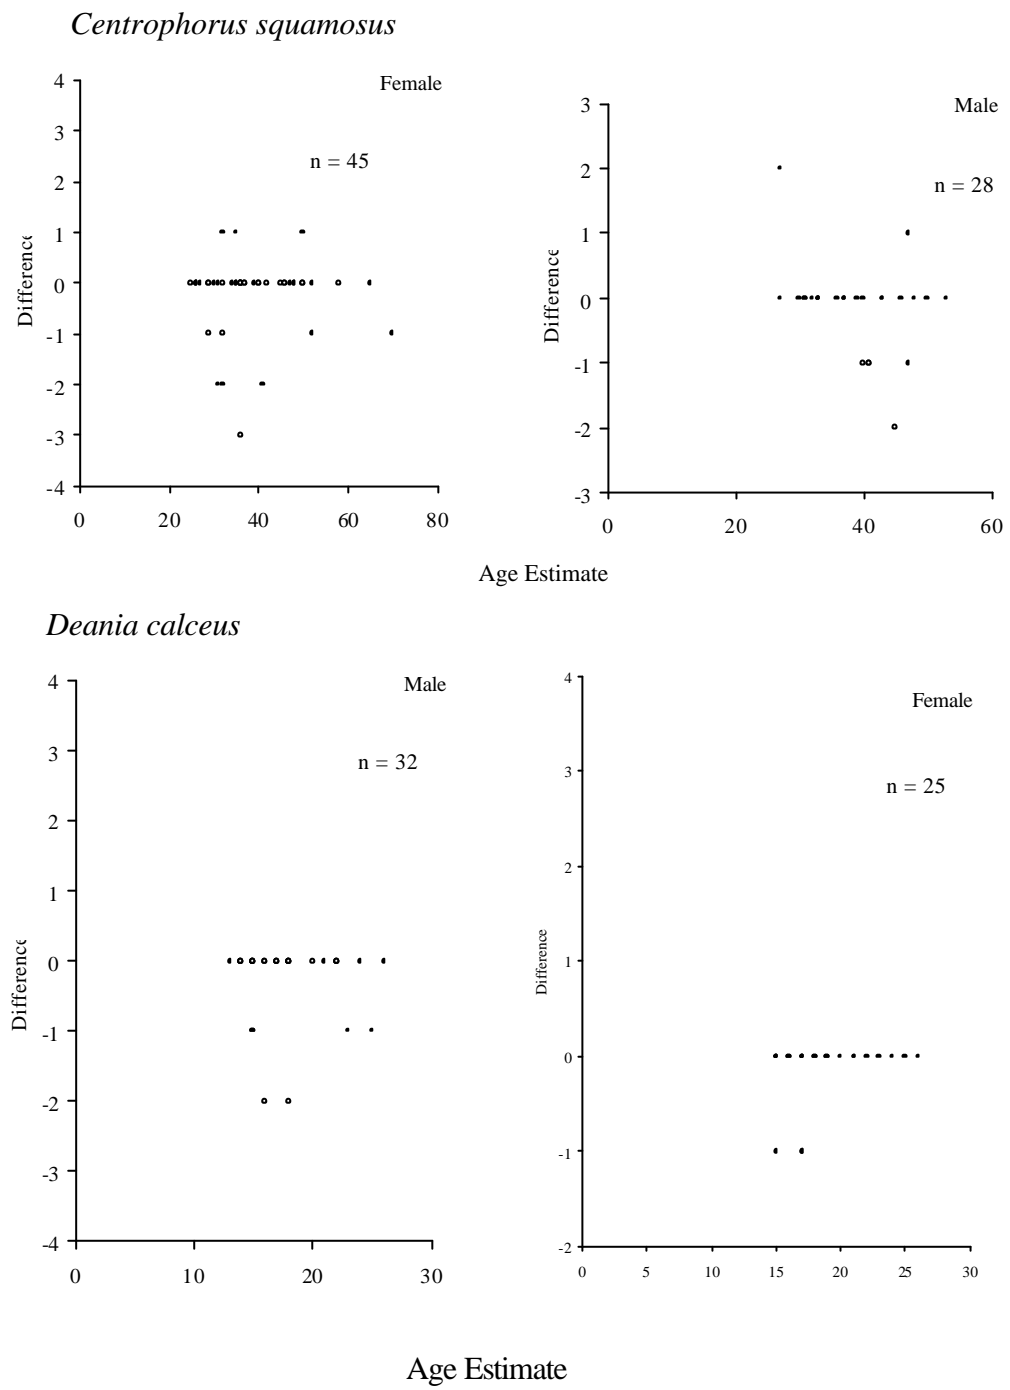 Centrophorus squamosus
Female
n = 45
4
3
2
1
0
-1
-2
-3
-4
0 20 40 60 80
Difference
Male
n = 28
3
2
1
0
-1
-2
-3
0 20 40 60
Difference
Age Estimate
Deania calceus
Male
n = 32
4
3
2
1
0
-1
-2
-3
-4
0 10 20 30
Difference
Female
n = 25
4
3
2
1
0
-1
-2
0 5 10 15 20 25 30
Difference
Age Estimate